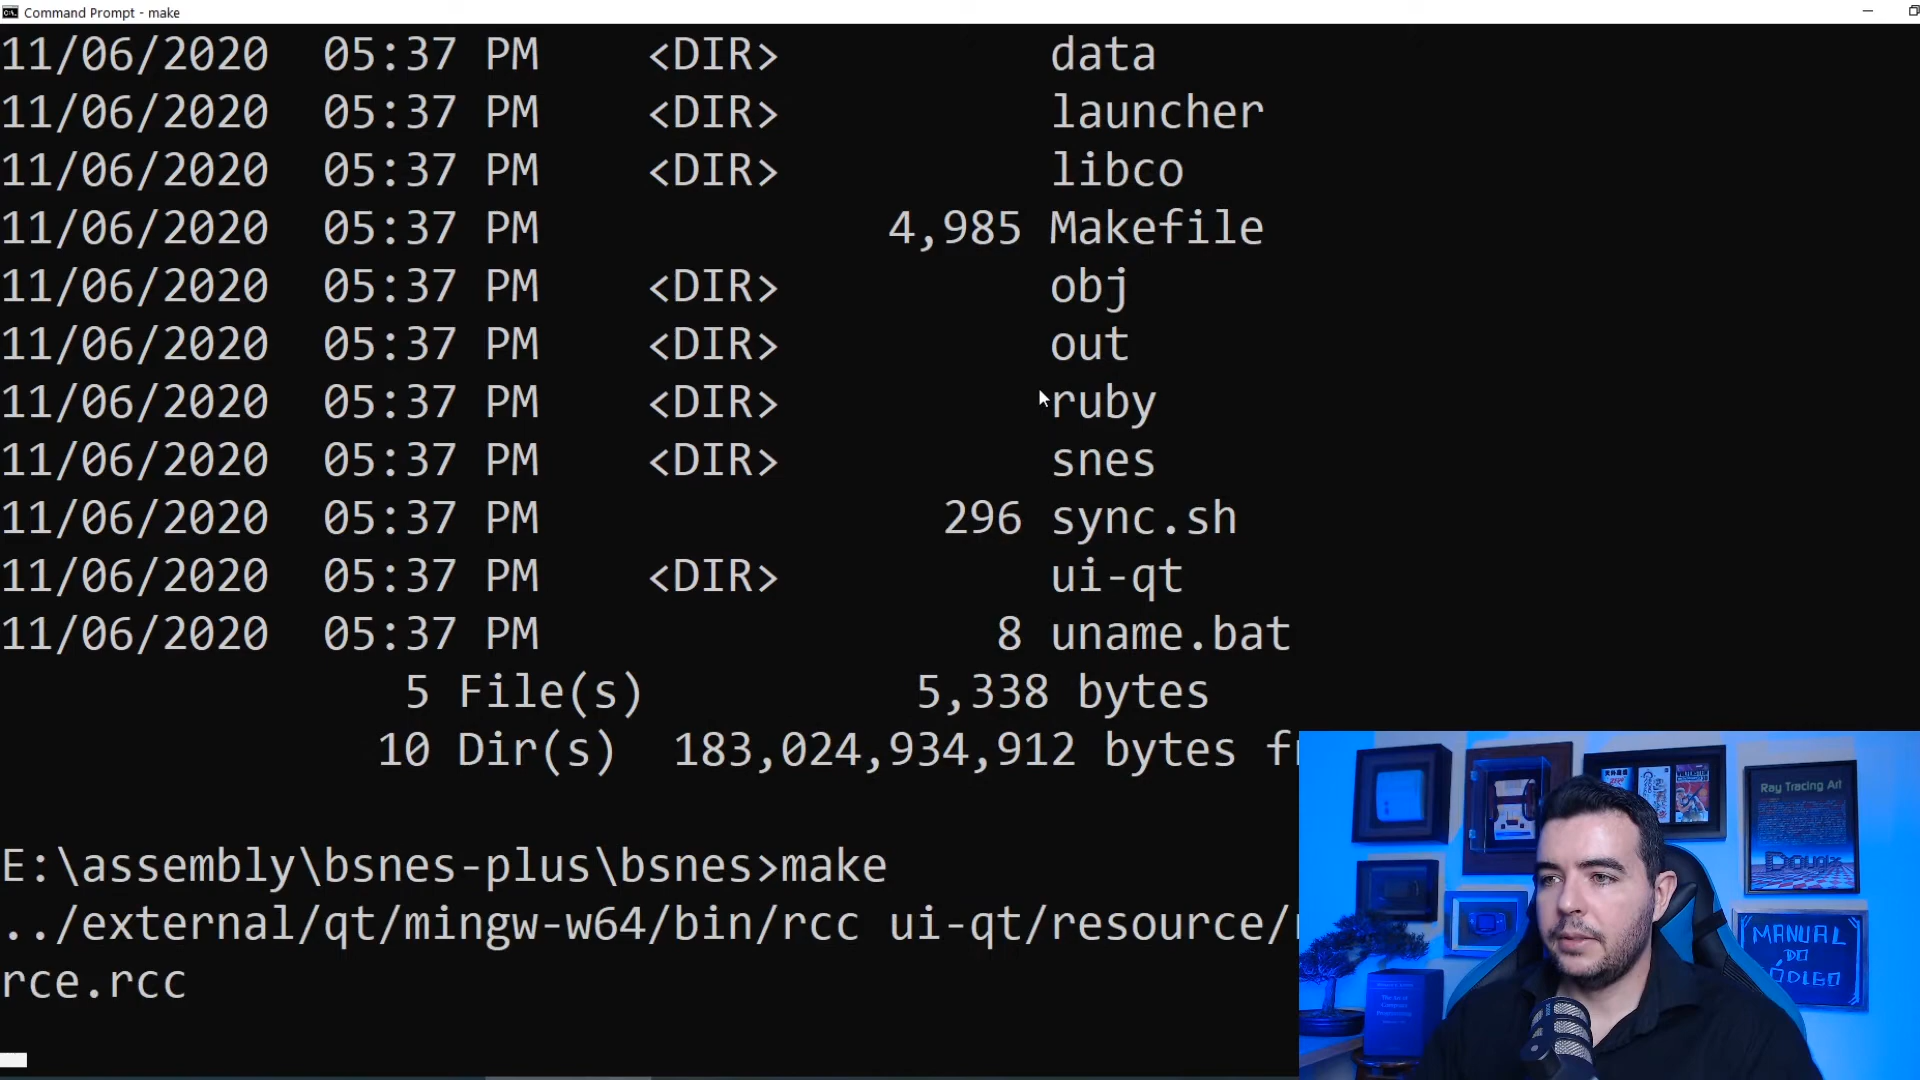 Command Prompt - make
11/06/2020 05:37 PM <DIR> data
11/06/2020 05:37 PM <DIR> launcher
11/06/2020 05:37 PM <DIR> libco
11/06/2020 05:37 PM 4,985 Makefile
11/06/2020 05:37 PM <DIR> obj
11/06/2020 05:37 PM <DIR> out
11/06/2020 05:37 PM <DIR> ruby
11/06/2020 05:37 PM <DIR> snes
11/06/2020 05:37 PM 296 sync.sh
11/06/2020 05:37 PM <DIR> ui-qt
11/06/2020 05:37 PM 8 uname.bat
5 File(s) 5,338 bytes
10 Dir(s) 183,024,934,912 bytes
E:\assembly\bsnes-plus\bsnes>make
../external/qt/mingw-w64/bin/rcc ui-qt/resource/
rce.rcc
Ray Tracing Art
MANUAL
DO
The Art of
Computer
Programming